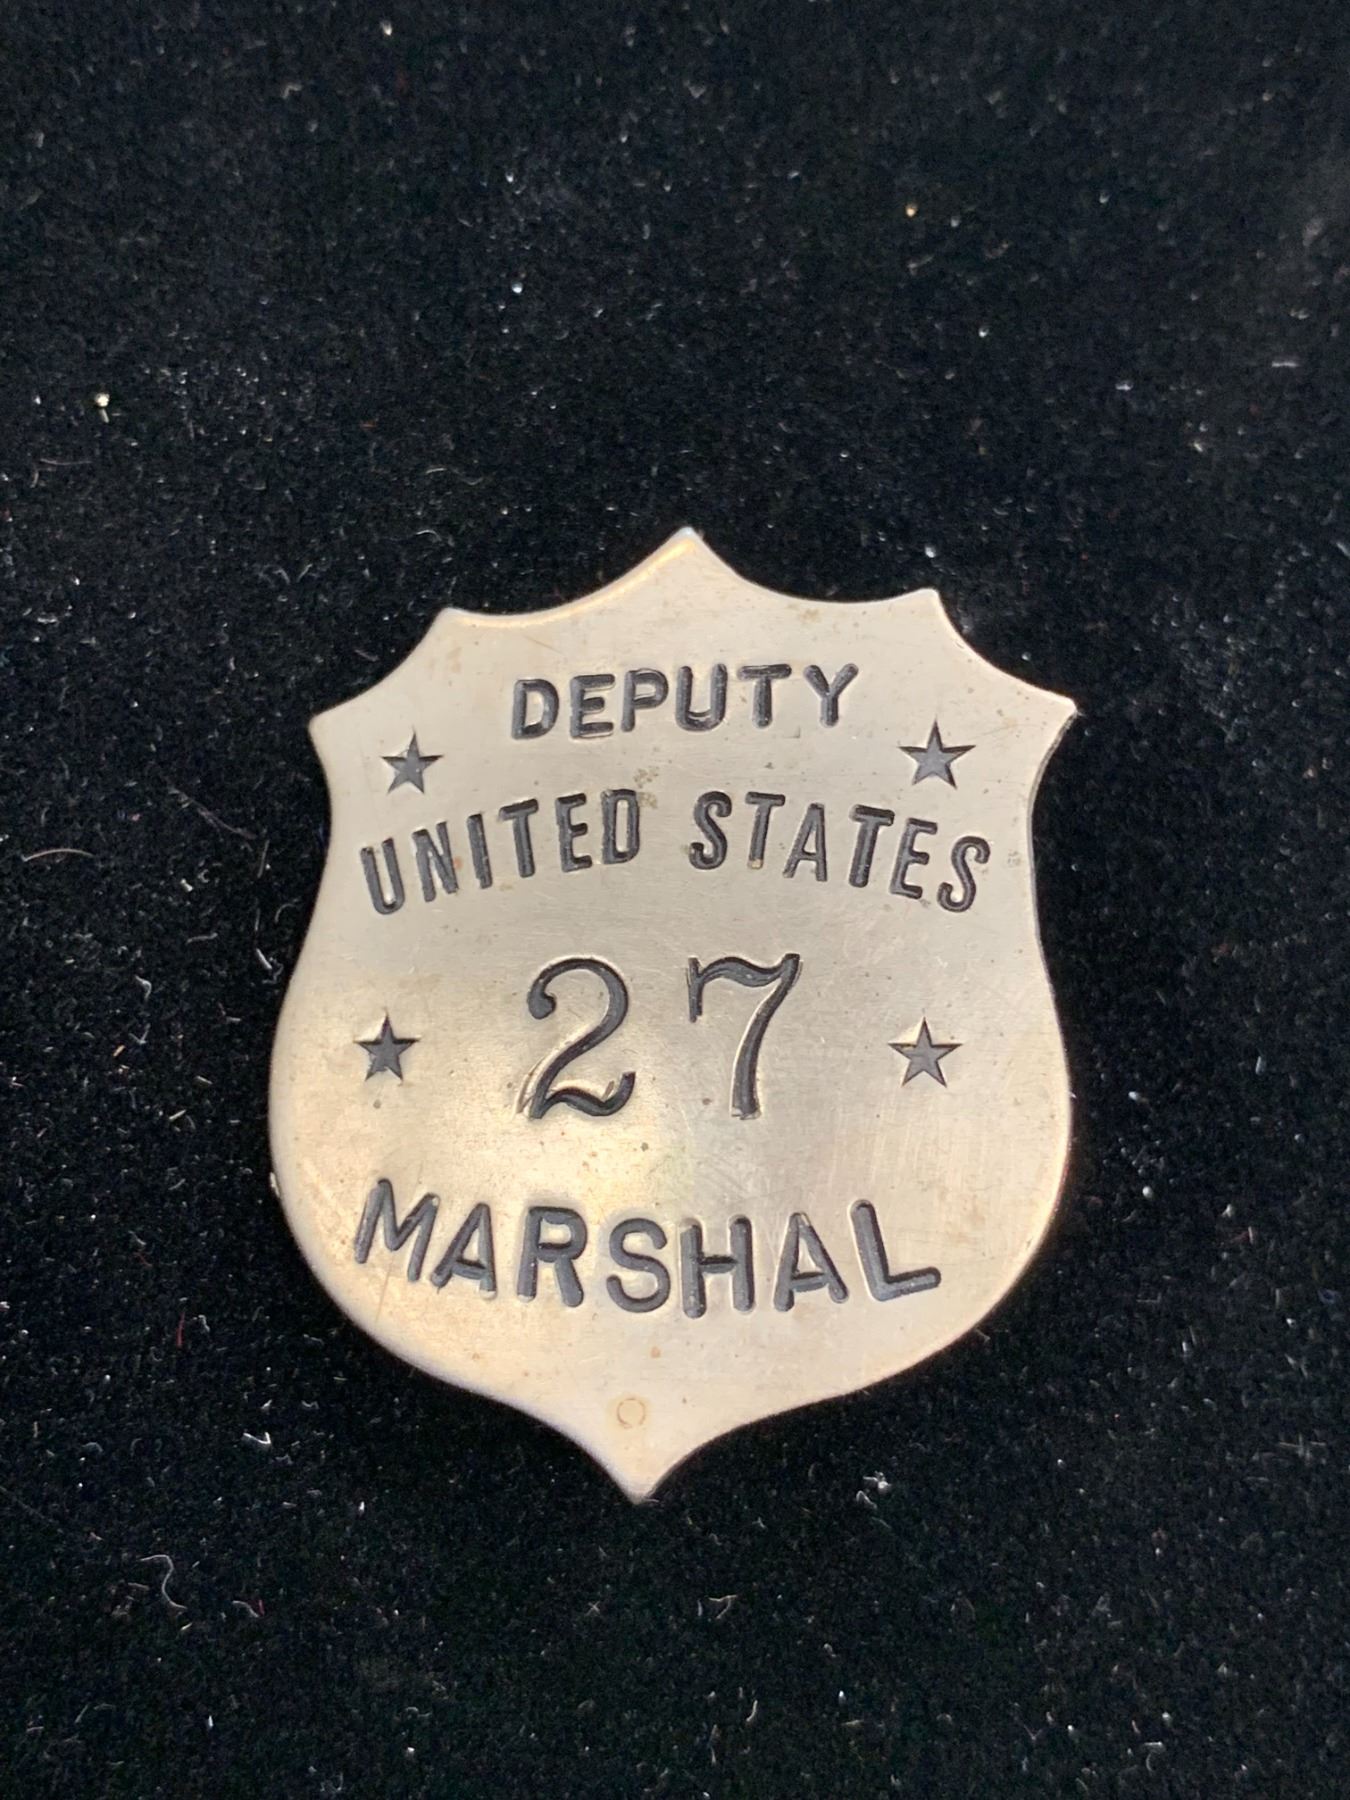 DEPUTY
UNITED STATES
27
MARSHAL